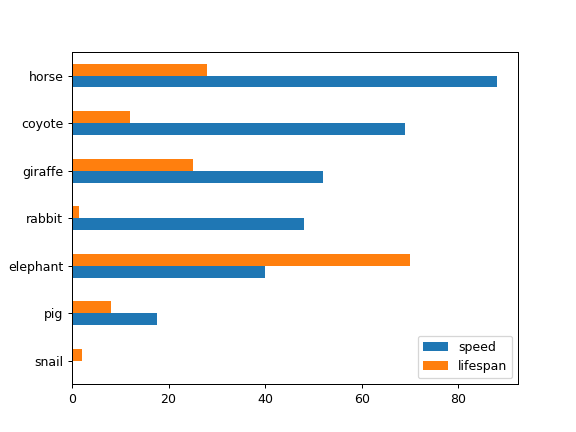 horse
coyote
giraffe
rabbit
elephant
pig
snail
speed
lifespan
0 20 40 60 80